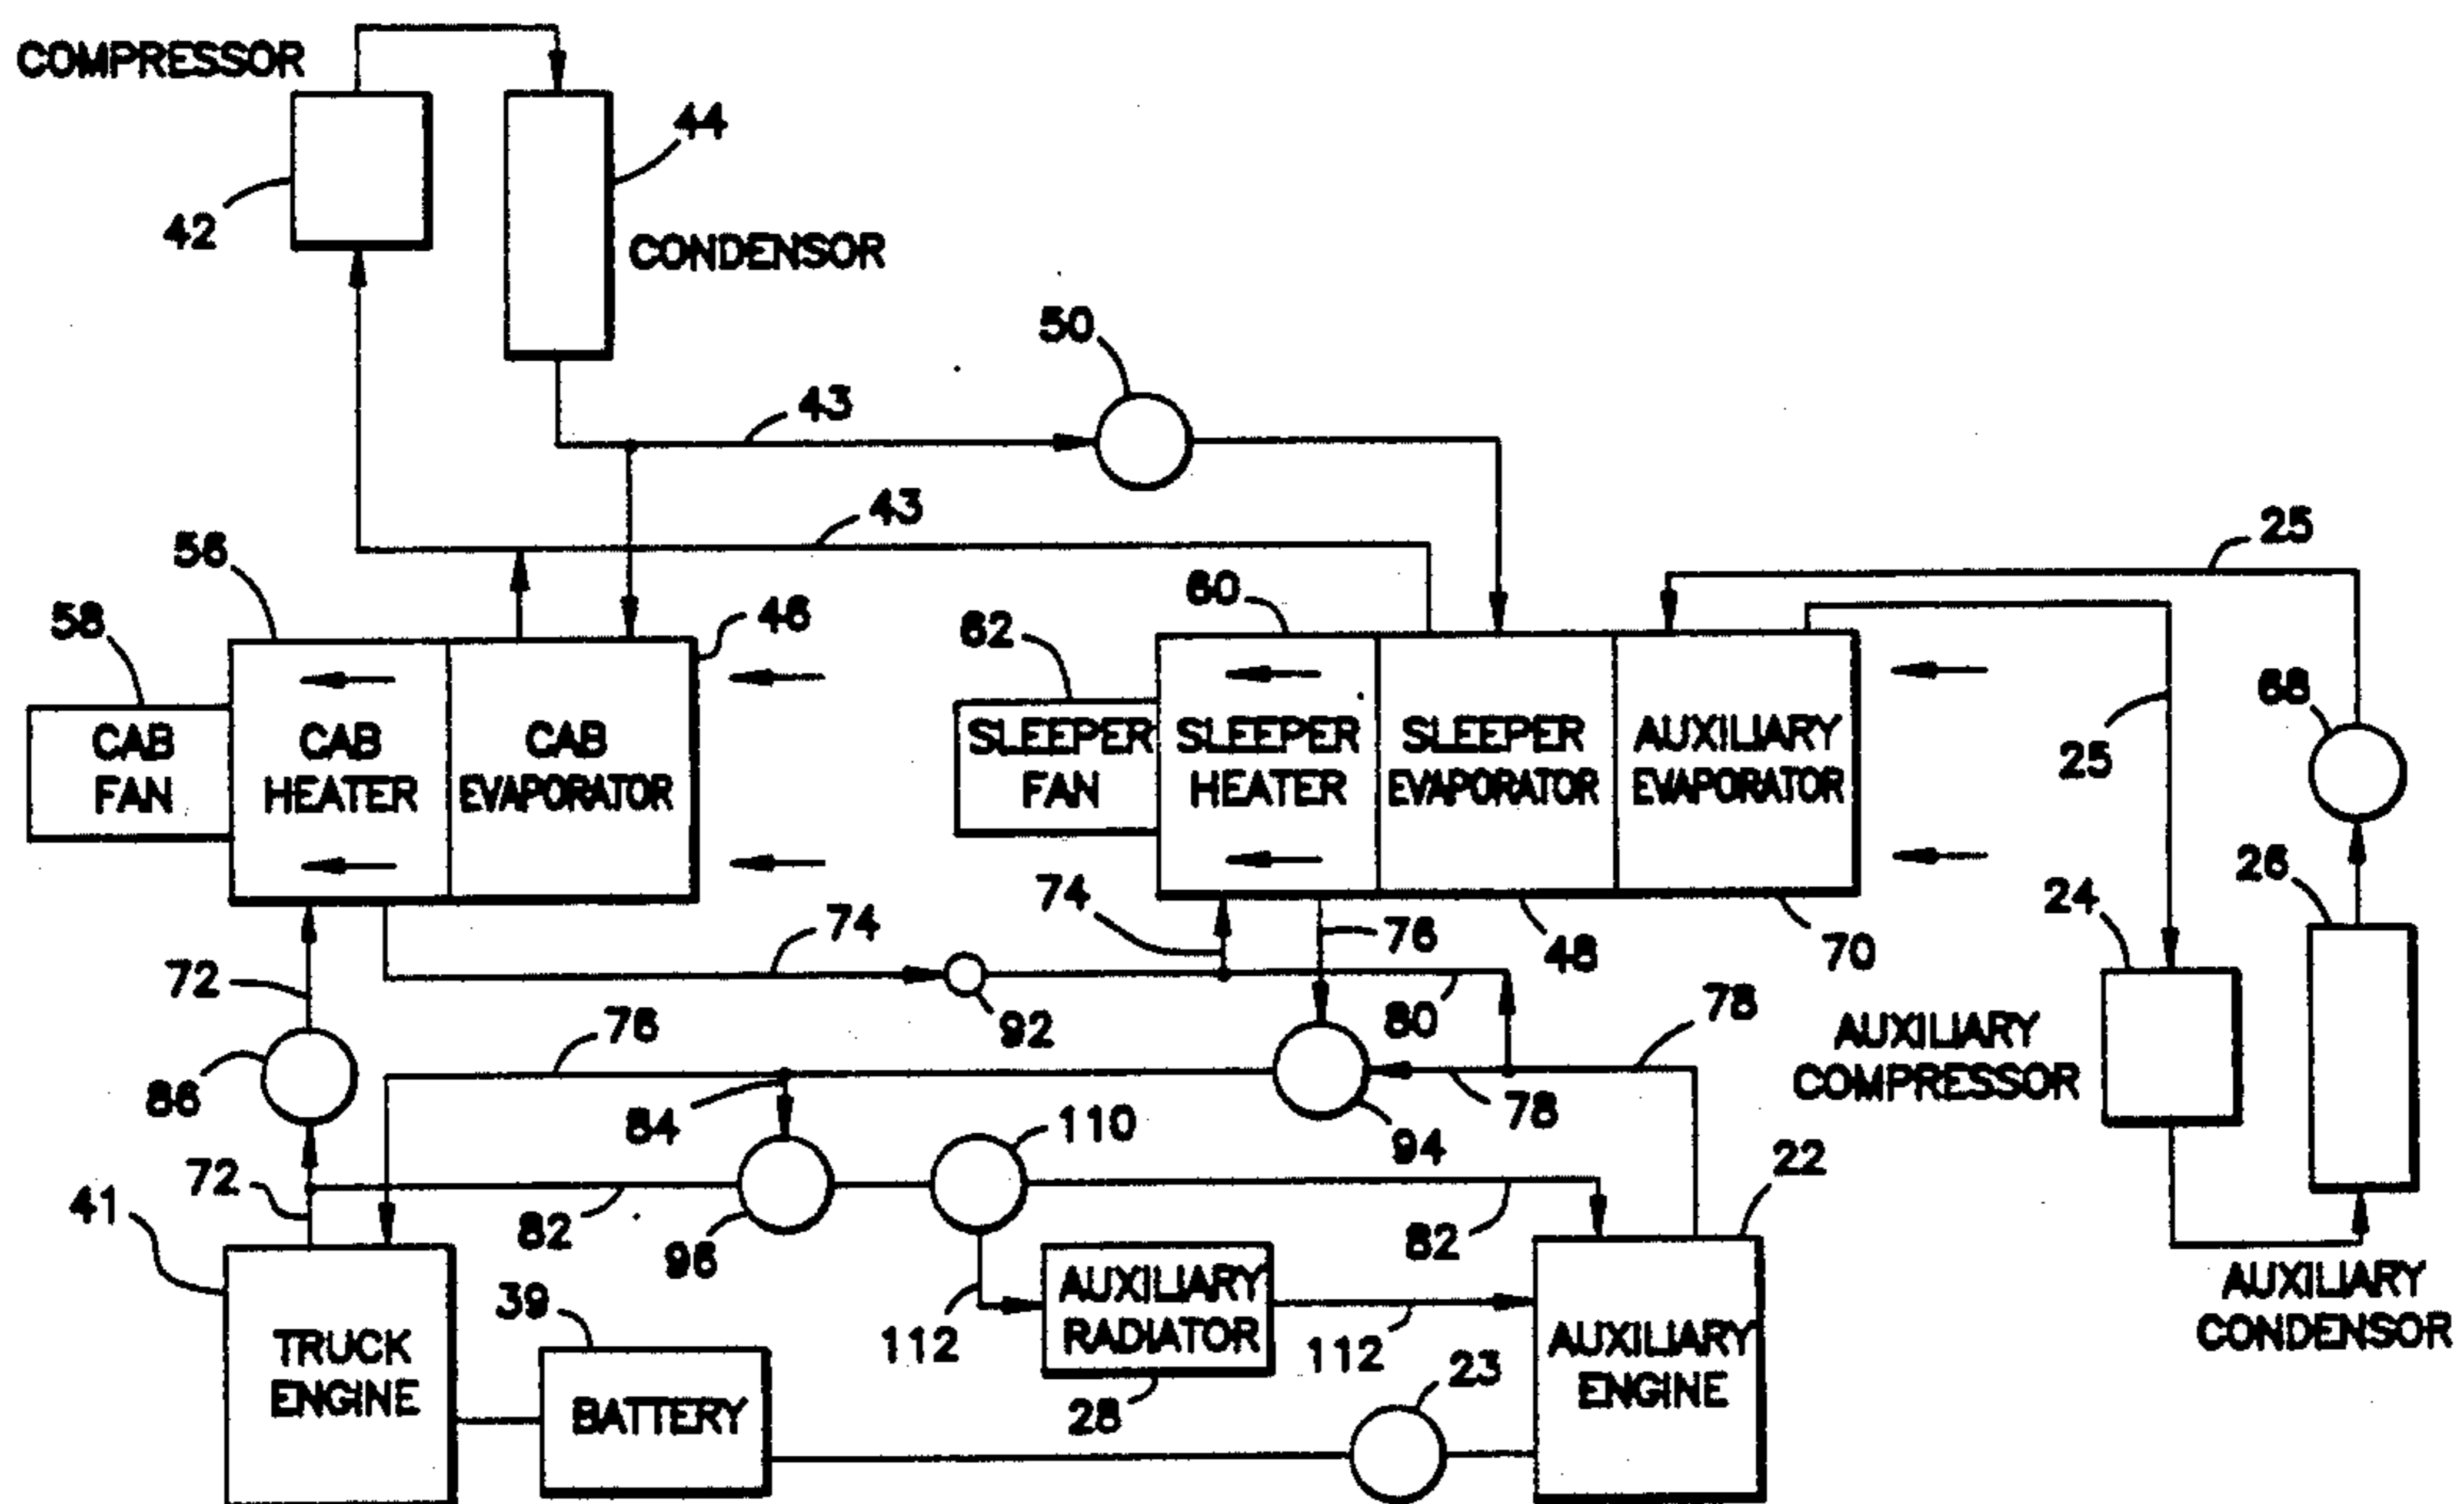 COMPRESSOR
44
42
CONDENSOR
50
43
43
25
56
60
58
46
62
68
CAB
FAN
CAB
HEATER
CAB
EVAPORATOR
SLEEPER
FAN
SLEEPER
HEATER
SLEEPER
EVAPORATOR
AUXILIARY
EVAPORATOR
25
26
24
74
74
76
48
70
72
92
80
78
76
86
AUXILIARY
COMPRESSOR
84
110
78
94
22
72
41
82
96
82
39
AUXILIARY
RADIATOR
AUXILIARY
CONDENSOR
112
112
TRUCK
ENGINE
28
23
AUXILIARY
ENGINE
BATTERY